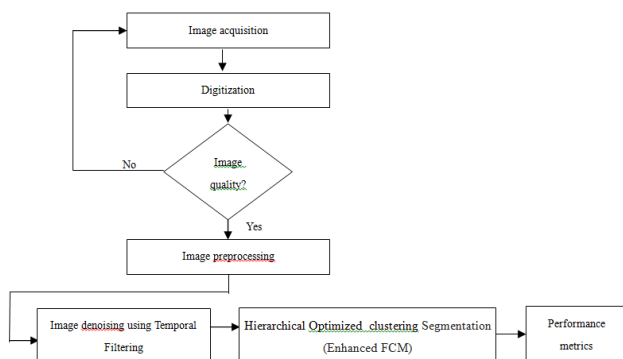 Image acquisition
Digitization
Image
quality?
No
Yes
Image preprocessing
Image denoising using Temporal
Filtering
Hierarchical Optimized clustering Segmentation
(Enhanced FCM)
Performance
metrics